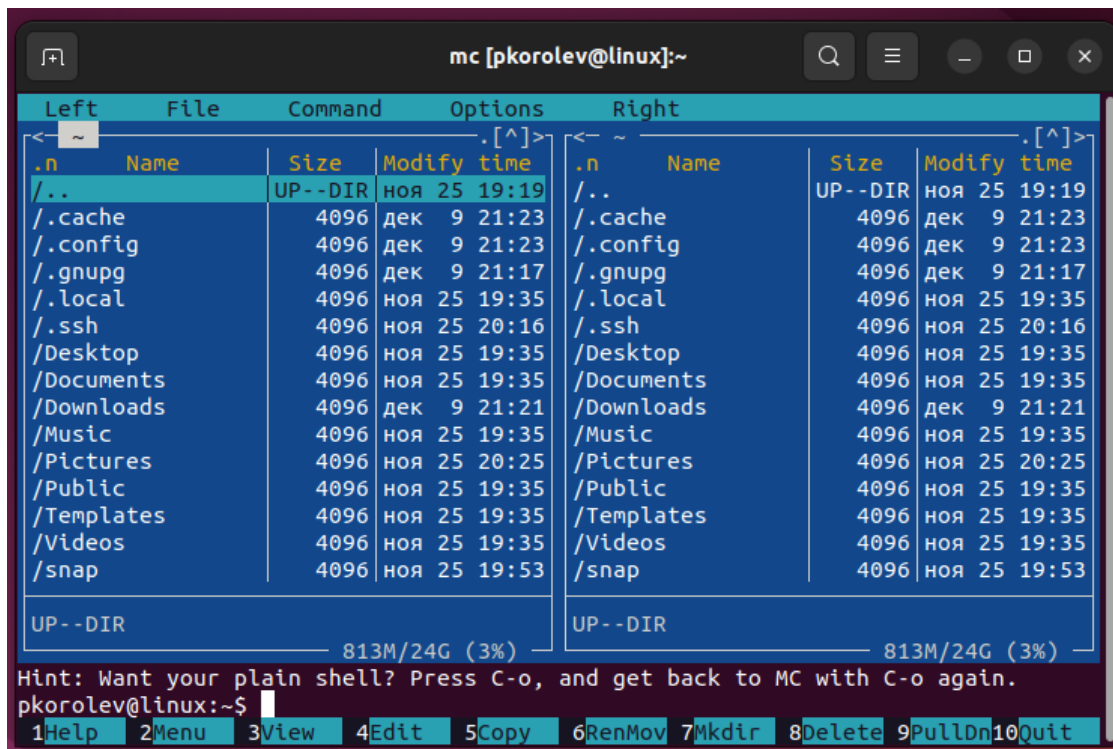 mc [pkorolev@linux]:~
Left File Command Options Right
<— ~ .[^]> <— ~ .[^]>
.n Name Size Modify time .n Name Size Modify time
/.. UP--DIR ноя 25 19:19 /.. UP--DIR ноя 25 19:19
/.cache 4096 дек 9 21:23 /.cache 4096 дек 9 21:23
/.config 4096 дек 9 21:23 /.config 4096 дек 9 21:23
/.gnupg 4096 дек 9 21:17 /.gnupg 4096 дек 9 21:17
/.local 4096 ноя 25 19:35 /.local 4096 ноя 25 19:35
/.ssh 4096 ноя 25 20:16 /.ssh 4096 ноя 25 20:16
/Desktop 4096 ноя 25 19:35 /Desktop 4096 ноя 25 19:35
/Documents 4096 ноя 25 19:35 /Documents 4096 ноя 25 19:35
/Downloads 4096 дек 9 21:21 /Downloads 4096 дек 9 21:21
/Music 4096 ноя 25 19:35 /Music 4096 ноя 25 19:35
/Pictures 4096 ноя 25 20:25 /Pictures 4096 ноя 25 20:25
/Public 4096 ноя 25 19:35 /Public 4096 ноя 25 19:35
/Templates 4096 ноя 25 19:35 /Templates 4096 ноя 25 19:35
/Videos 4096 ноя 25 19:35 /Videos 4096 ноя 25 19:35
/snap 4096 ноя 25 19:53 /snap 4096 ноя 25 19:53
UP--DIR UP--DIR
813M/24G (3%) 813M/24G (3%)
Hint: Want your plain shell? Press C-o, and get back to MC with C-o again.
pkorolev@linux:~$
1Help 2Menu 3View 4Edit 5Copy 6RenMov 7Mkdir 8Delete 9PullDn 10Quit